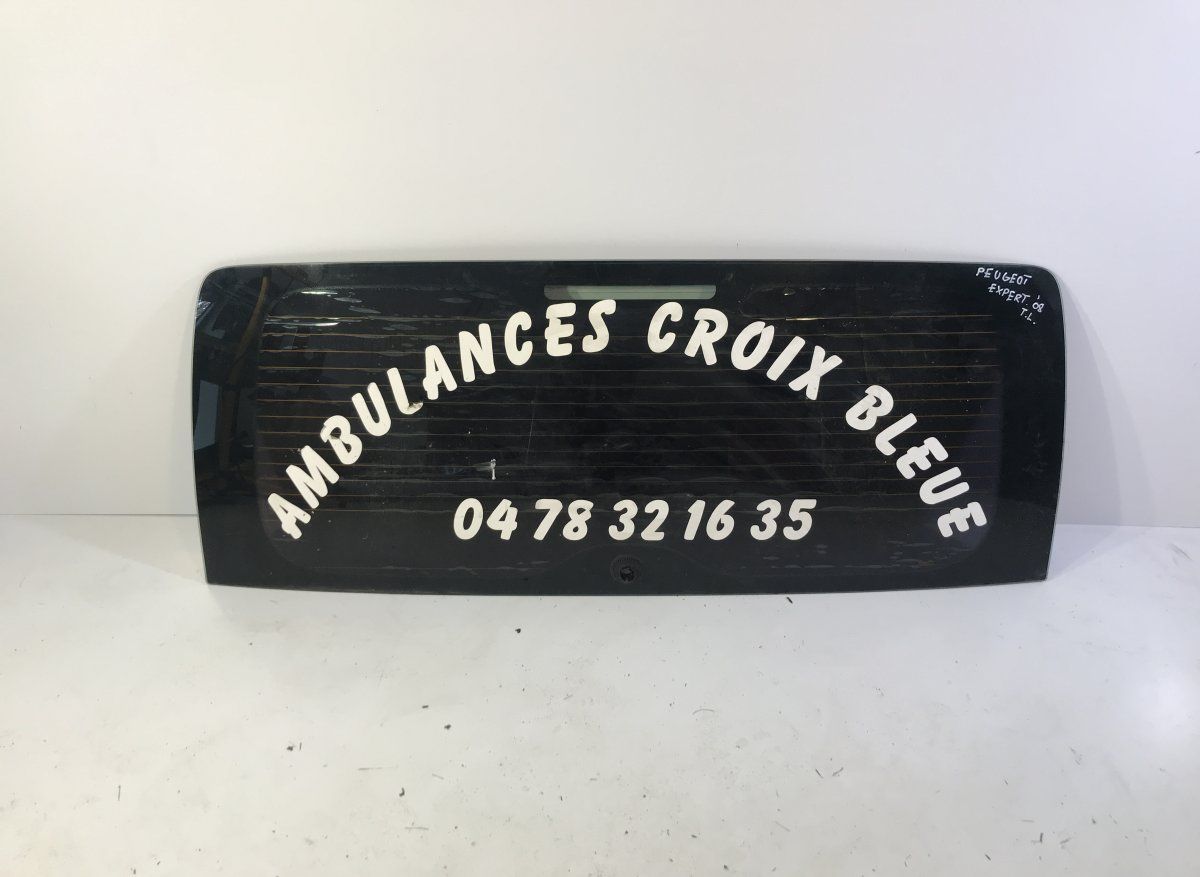 AMBULANCES CROIX BLEUE
04 78 32 16 35
PEUGEOT
EXPERT '08
T.L.